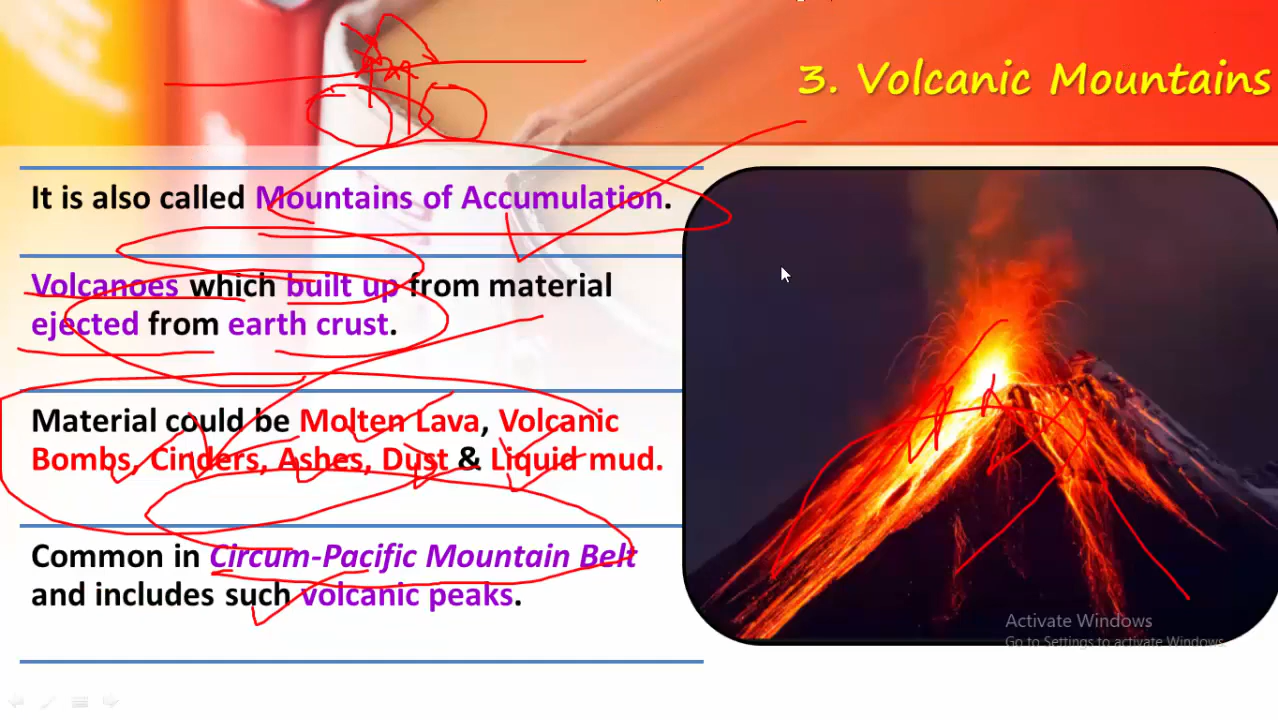 3. Volcanic Mountains
It is also called Mountains of Accumulation.
Volcanoes which built up from material
ejected from earth crust.
Material could be Molten Lava, Volcanic
Bombs, Cinders, Ashes, Dust & Liquid mud.
Common in Circum-Pacific Mountain Belt
and includes such volcanic peaks.
Activate Windows
Go to Settings to activate Windows.